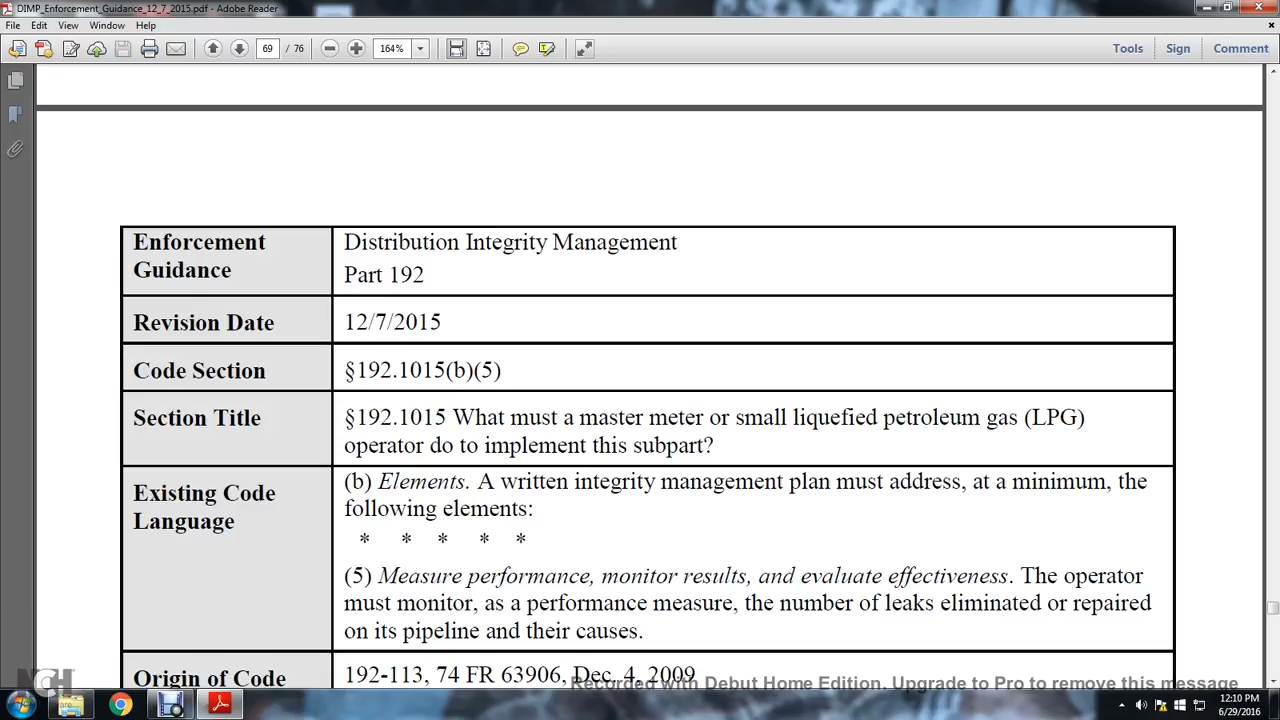 DIMP_Enforcement_Guidance_12_7_2015.pdf - Adobe Reader
File Edit View Window Help
69 / 76 164% Tools Sign Comment
Enforcement Guidance
Distribution Integrity Management
Part 192
Revision Date
12/7/2015
Code Section
§192.1015(b)(5)
Section Title
§192.1015 What must a master meter or small liquefied petroleum gas (LPG)
operator do to implement this subpart?
Existing Code
Language
(b) Elements. A written integrity management plan must address, at a minimum, the
following elements:
* * * * *
(5) Measure performance, monitor results, and evaluate effectiveness. The operator
must monitor, as a performance measure, the number of leaks eliminated or repaired
on its pipeline and their causes.
Origin of Code
192-113, 74 FR 63906, Dec. 4, 2009
NCH
Recorded with Debut Home Edition. Upgrade to Pro to remove this message
12:10 PM
6/29/2016